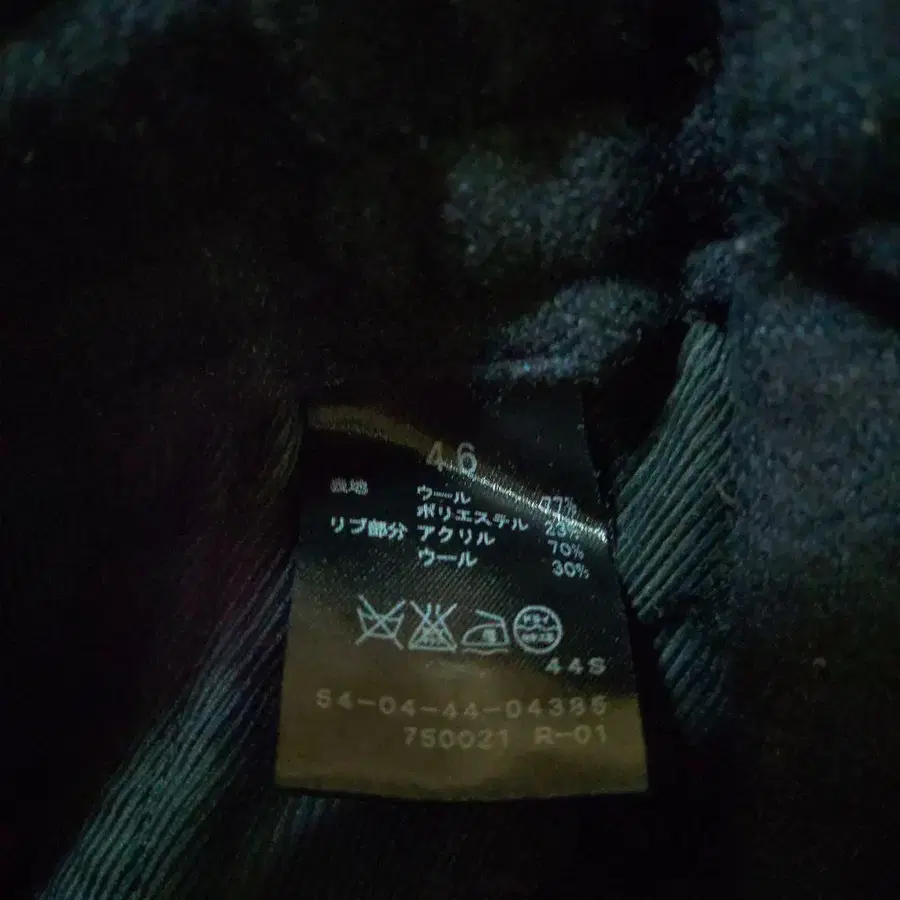 46
表地 ウール 77%
ポリエステル 23%
リブ部分 アクリル 70%
ウール 30%
44S
54-04-44-04385
750021 R-01